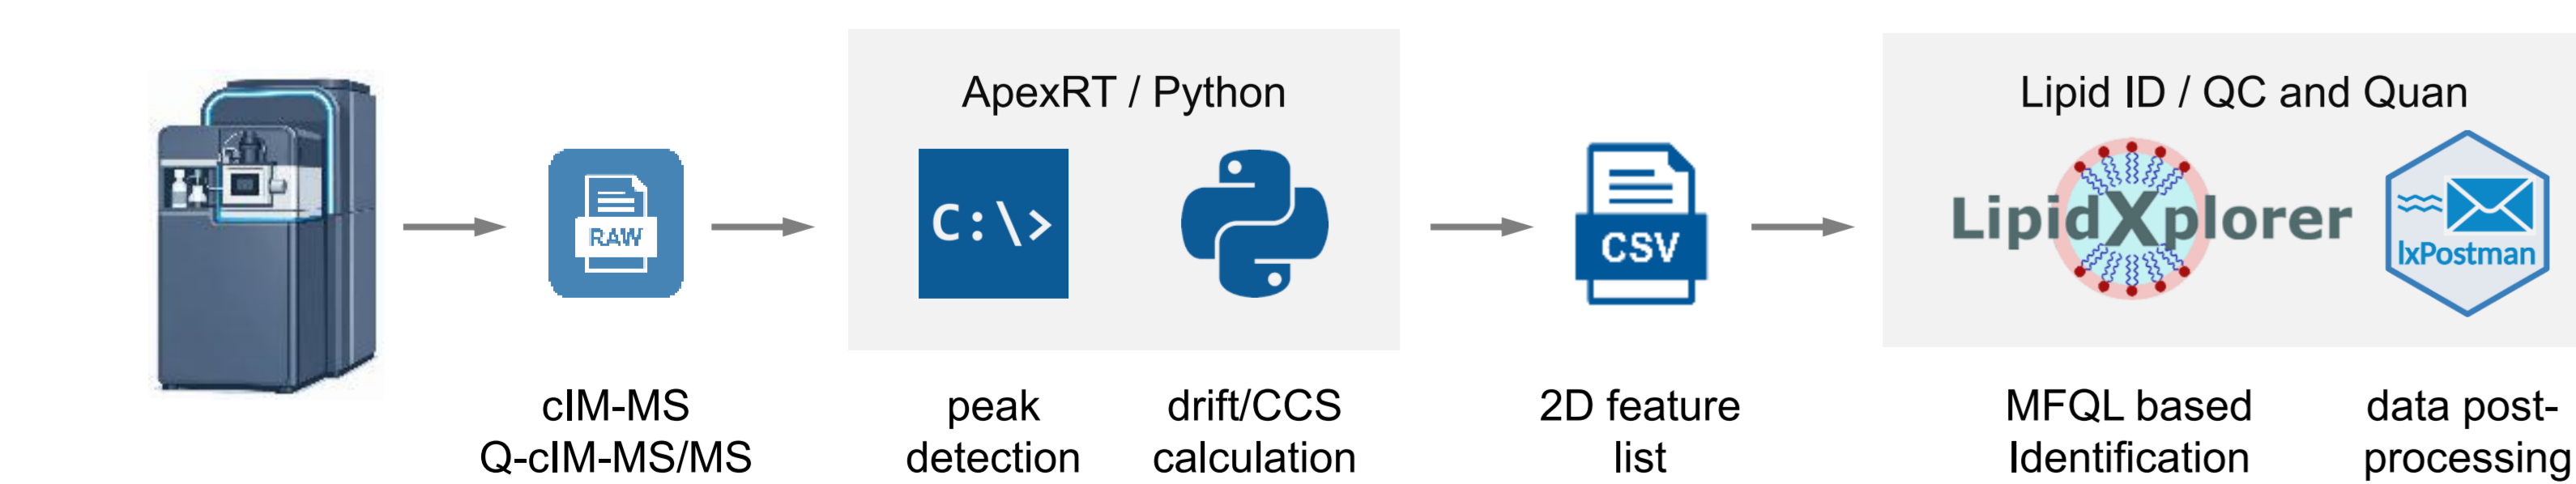 ApexRT / Python
Lipid ID / QC and Quan
RAW
C:\>
CSV
LipidXplorer
lxPostman
cIM-MS
Q-cIM-MS/MS
peak
detection
drift/CCS
calculation
2D feature
list
MFQL based
Identification
data post-
processing